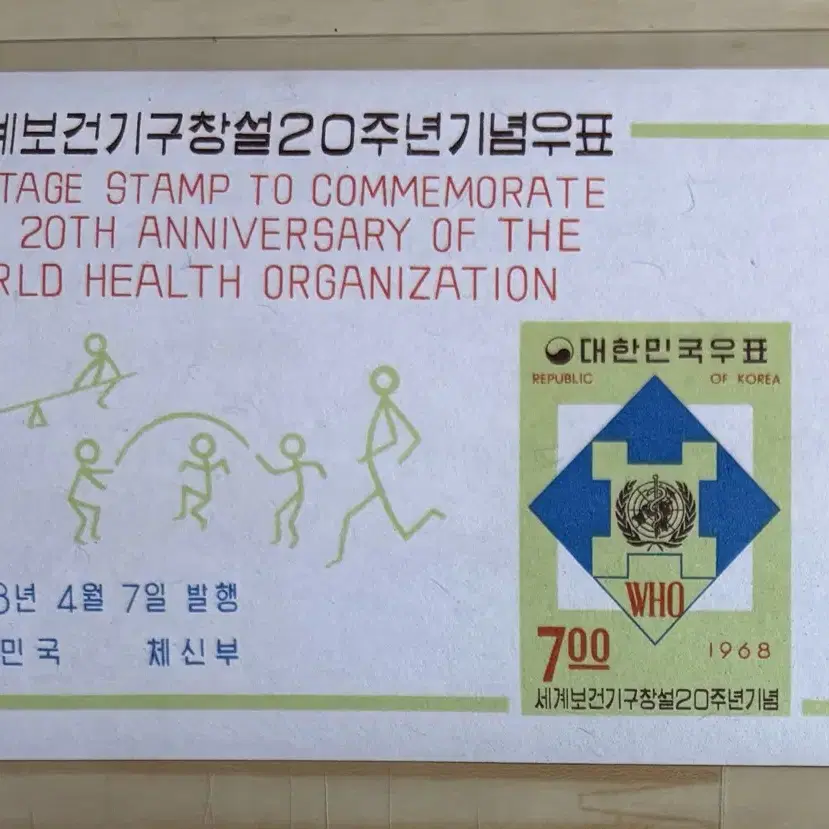 계보건기구창설20주년기념우표
TAGE STAMP TO COMMEMORATE
20TH ANNIVERSARY OF THE
RLD HEALTH ORGANIZATION
대한민국우표
REPUBLIC OF KOREA
WHO
8년 4월 7일 발행
민국 체신부
700
1968
세계보건기구창설20주년기념